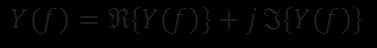 Y(f) = ℜ{Y(f)} + j ℑ{Y(f)}